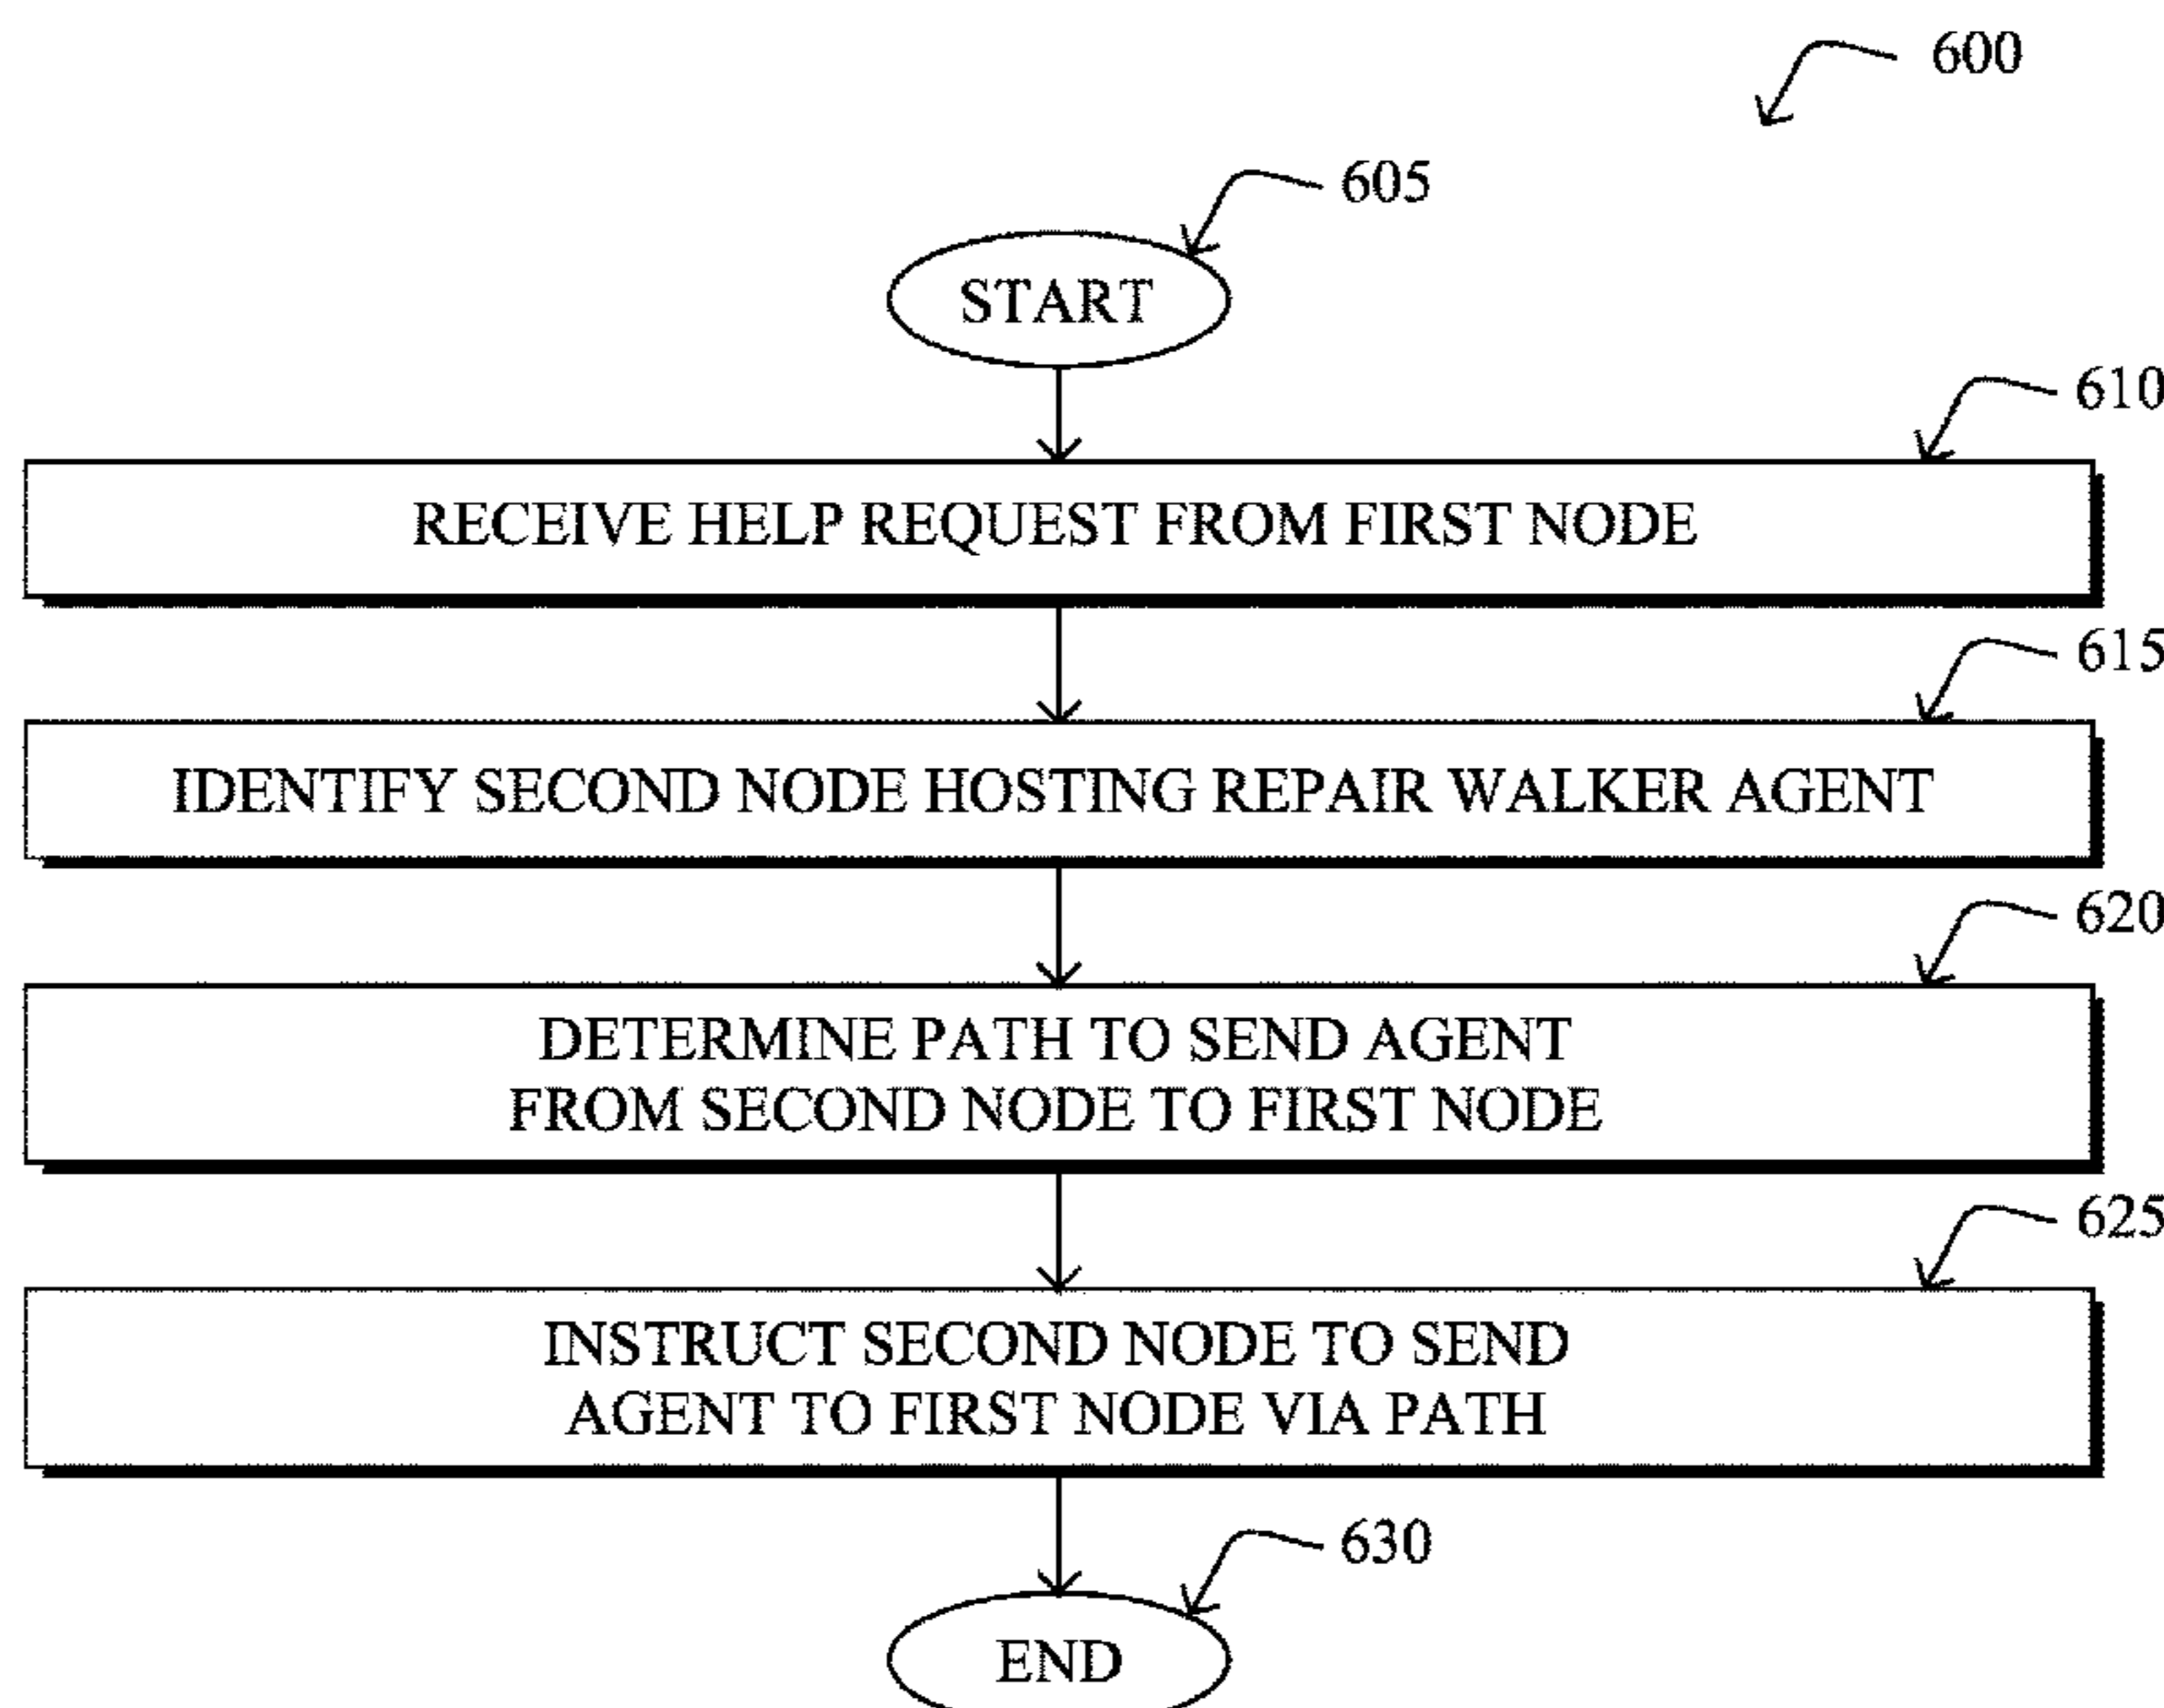 600
605
START
610
RECEIVE HELP REQUEST FROM FIRST NODE
615
IDENTIFY SECOND NODE HOSTING REPAIR WALKER AGENT
620
DETERMINE PATH TO SEND AGENT
FROM SECOND NODE TO FIRST NODE
625
INSTRUCT SECOND NODE TO SEND
AGENT TO FIRST NODE VIA PATH
630
END